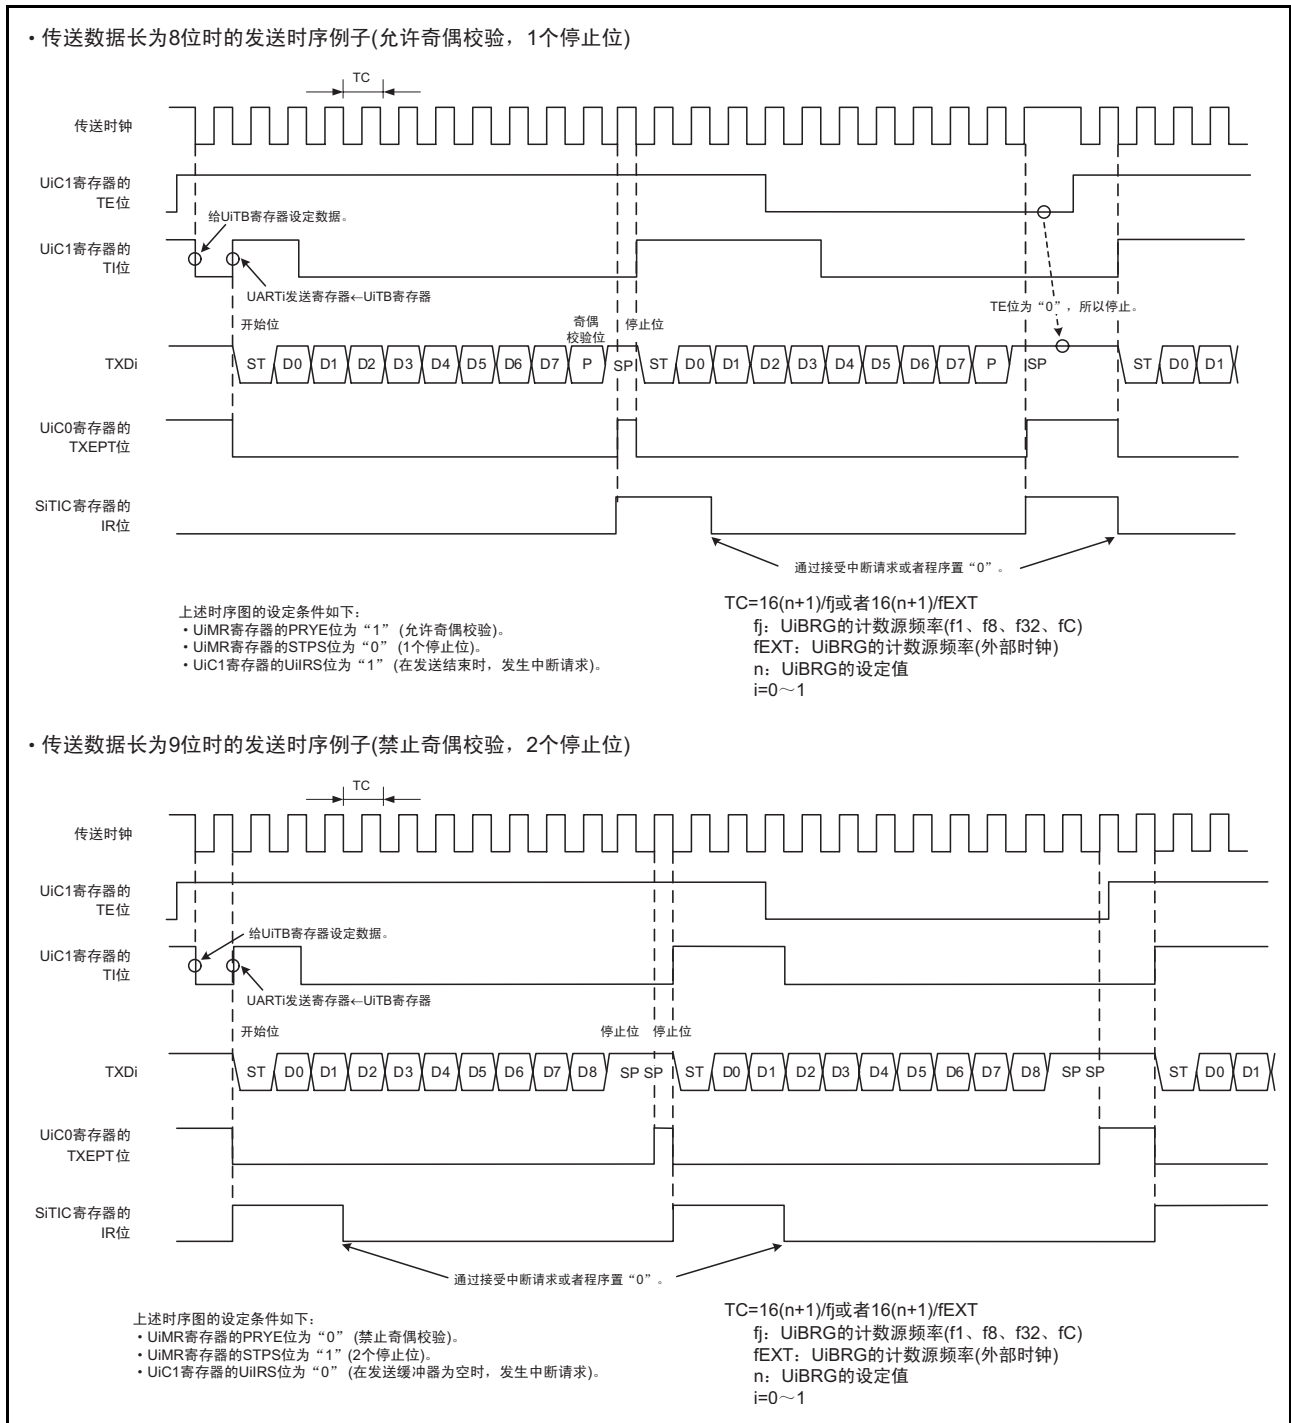 ・传送数据长为8位时的发送时序例子(允许奇偶校验，1个停止位)
TC
传送时钟
UiC1寄存器的
TE位
给UiTB寄存器设定数据。
UiC1寄存器的
TI位
UARTi发送寄存器←UiTB寄存器
TE位为“0”，所以停止。
开始位
奇偶
校验位
停止位
TXDi
ST D0 D1 D2 D3 D4 D5 D6 D7 P SP ST D0 D1 D2 D3 D4 D5 D6 D7 P SP ST D0 D1
UiC0寄存器的
TXEPT位
SiTIC寄存器的
IR位
通过接受中断请求或者程序置“0”。
上述时序图的设定条件如下：
・UiMR寄存器的PRYE位为“1” (允许奇偶校验)。
・UiMR寄存器的STPS位为“0” (1个停止位)。
・UiC1寄存器的UiIRS位为“1” (在发送结束时，发生中断请求)。
TC=16(n+1)/fj或者16(n+1)/fEXT
fj：UiBRG的计数源频率(f1、f8、f32、fC)
fEXT：UiBRG的计数源频率(外部时钟)
n：UiBRG的设定值
i=0～1
・传送数据长为9位时的发送时序例子(禁止奇偶校验，2个停止位)
TC
传送时钟
UiC1寄存器的
TE位
给UiTB寄存器设定数据。
UiC1寄存器的
TI位
UARTi发送寄存器←UiTB寄存器
开始位
停止位 停止位
TXDi
ST D0 D1 D2 D3 D4 D5 D6 D7 D8 SP SP ST D0 D1 D2 D3 D4 D5 D6 D7 D8 SP SP ST D0 D1
UiC0寄存器的
TXEPT位
SiTIC寄存器的
IR位
通过接受中断请求或者程序置“0”。
上述时序图的设定条件如下：
・UiMR寄存器的PRYE位为“0” (禁止奇偶校验)。
・UiMR寄存器的STPS位为“1” (2个停止位)。
・UiC1寄存器的UiIRS位为“0” (在发送缓冲器为空时，发生中断请求)。
TC=16(n+1)/fj或者16(n+1)/fEXT
fj：UiBRG的计数源频率(f1、f8、f32、fC)
fEXT：UiBRG的计数源频率(外部时钟)
n：UiBRG的设定值
i=0～1